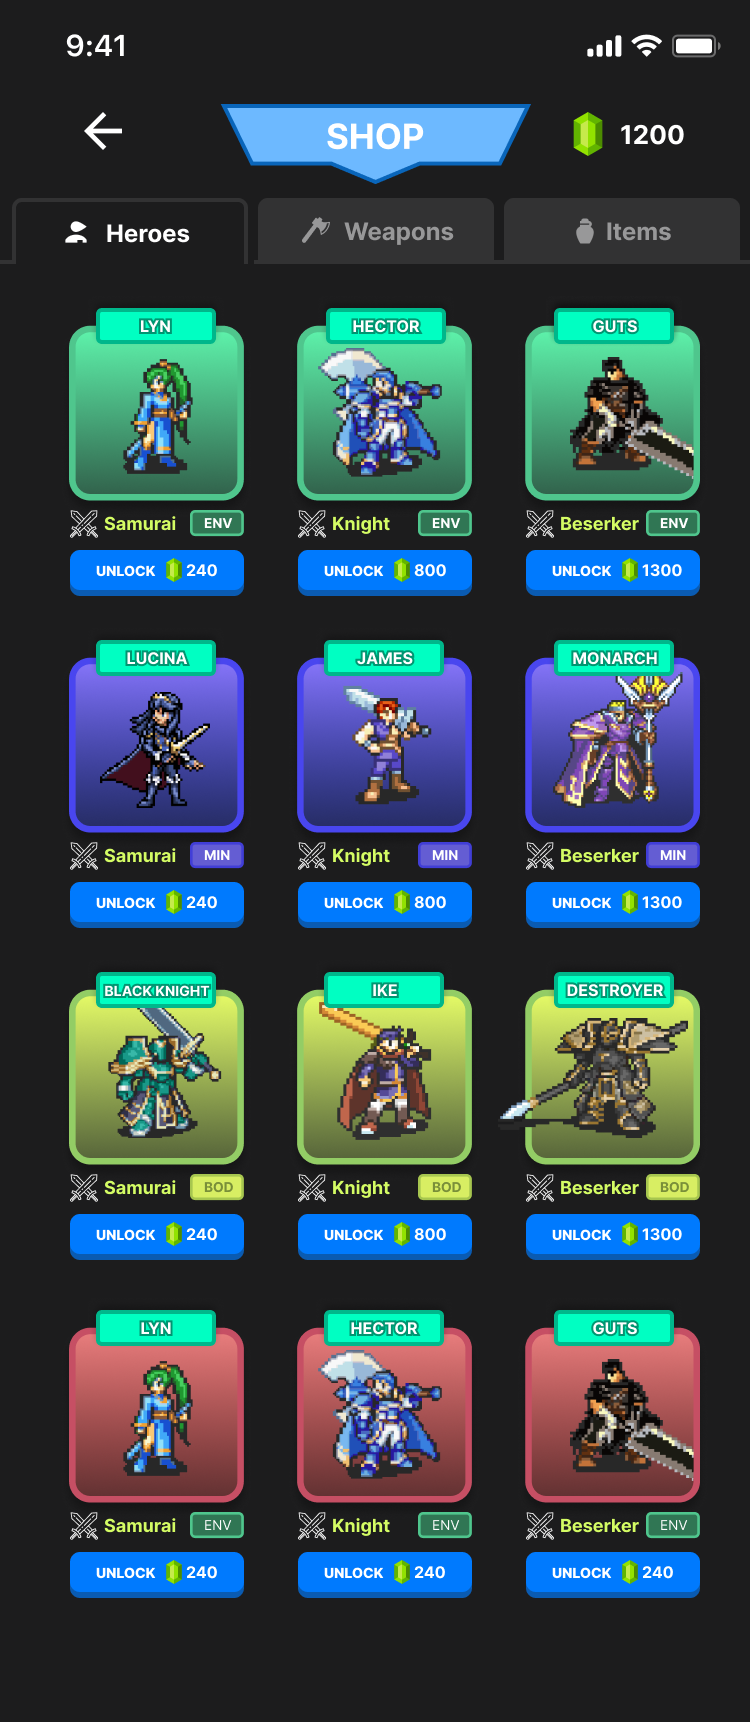 9:41
SHOP
1200
Heroes
Weapons
Items
LYN
HECTOR
GUTS
Samurai ENV
Knight ENV
Beserker ENV
UNLOCK 240
UNLOCK 800
UNLOCK 1300
LUCINA
JAMES
MONARCH
Samurai MIN
Knight MIN
Beserker MIN
UNLOCK 240
UNLOCK 800
UNLOCK 1300
BLACK KNIGHT
IKE
DESTROYER
Samurai BOD
Knight BOD
Beserker BOD
UNLOCK 240
UNLOCK 800
UNLOCK 1300
LYN
HECTOR
GUTS
Samurai ENV
Knight ENV
Beserker ENV
UNLOCK 240
UNLOCK 240
UNLOCK 240